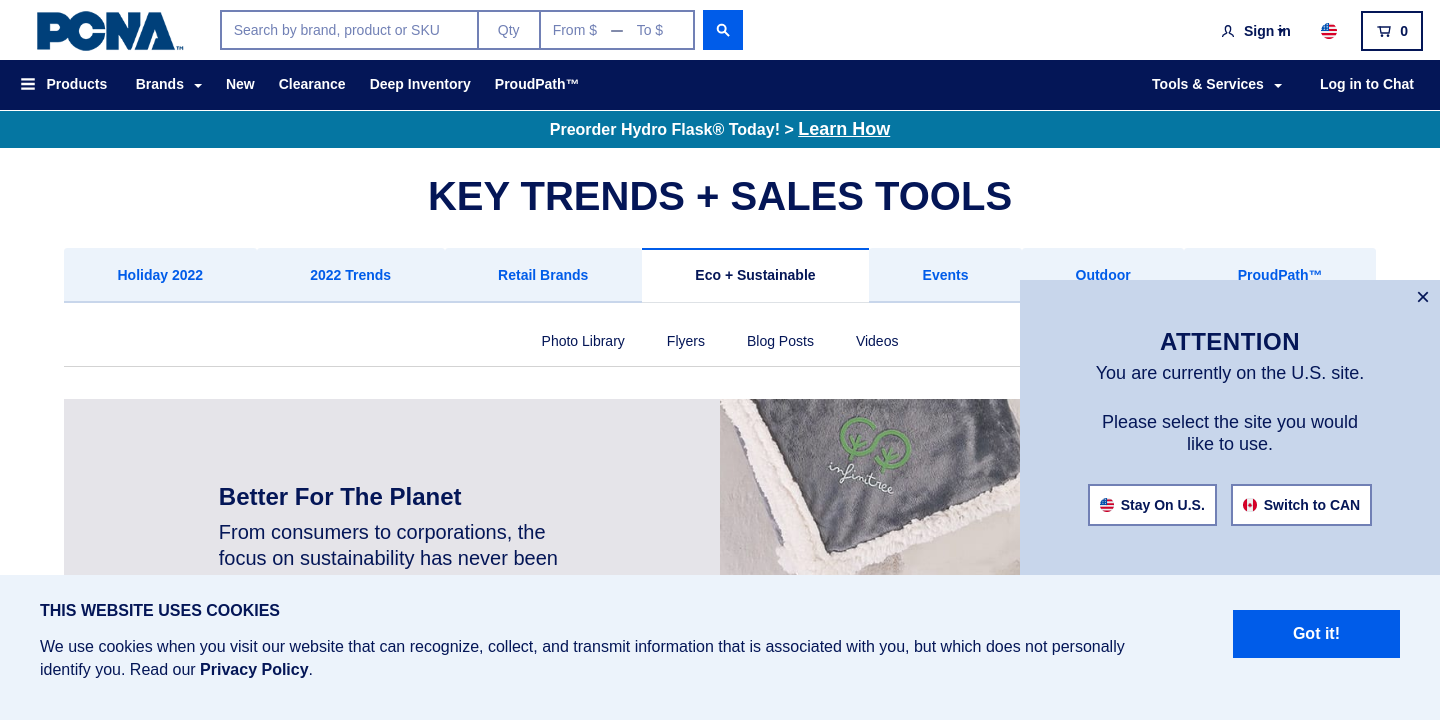 PCNA™
Search by brand, product or SKU
Qty
From $ — To $
Sign in
0
Products
Brands
New
Clearance
Deep Inventory
ProudPath™
Tools & Services
Log in to Chat
Preorder Hydro Flask® Today! > Learn How
KEY TRENDS + SALES TOOLS
Holiday 2022
2022 Trends
Retail Brands
Eco + Sustainable
Events
Outdoor
ProudPath™
Photo Library
Flyers
Blog Posts
Videos
Better For The Planet
From consumers to corporations, the
focus on sustainability has never been
infinitree
×
ATTENTION
You are currently on the U.S. site.
Please select the site you would
like to use.
Stay On U.S.
Switch to CAN
THIS WEBSITE USES COOKIES
We use cookies when you visit our website that can recognize, collect, and transmit information that is associated with you, but which does not personally
identify you. Read our Privacy Policy.
Got it!